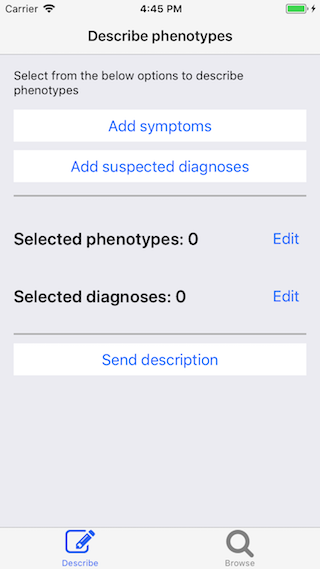 Carrier 4:45 PM
Describe phenotypes
Select from the below options to describe
phenotypes
Add symptoms
Add suspected diagnoses
Selected phenotypes: 0 Edit
Selected diagnoses: 0 Edit
Send description
Describe Browse